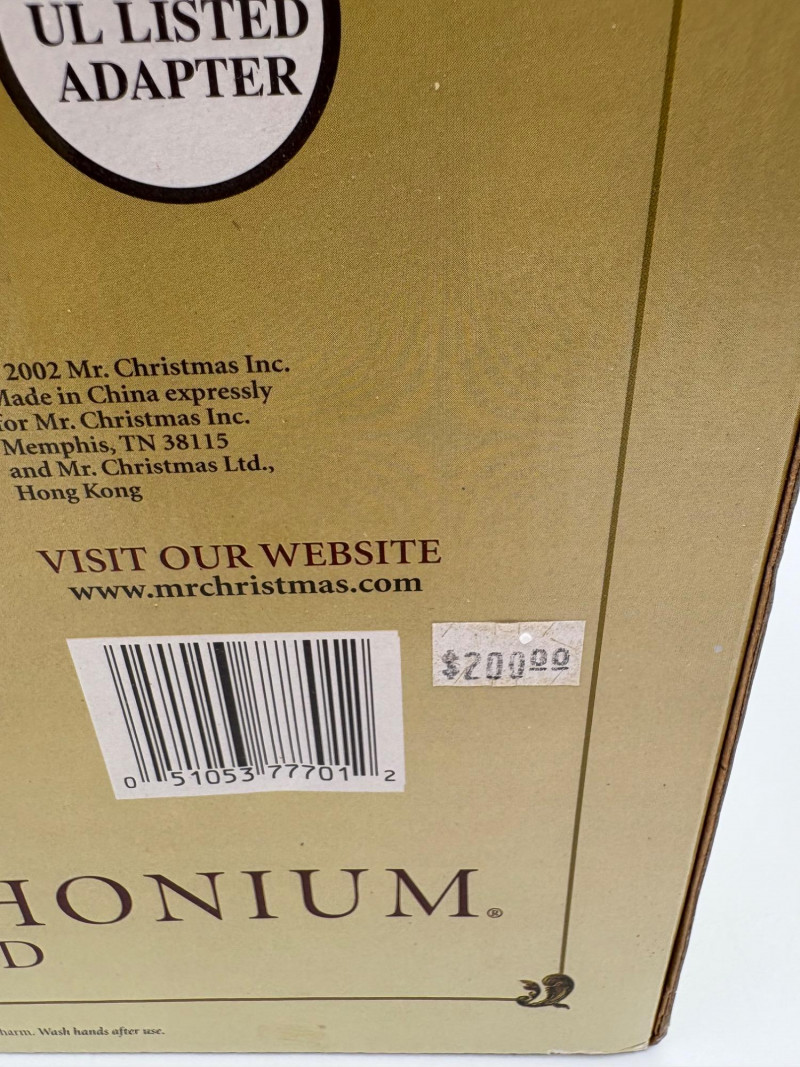 UL LISTED
ADAPTER
2002 Mr. Christmas Inc.
Made in China expressly
for Mr. Christmas Inc.
Memphis, TN 38115
and Mr. Christmas Ltd.,
Hong Kong
VISIT OUR WEBSITE
www.mrchristmas.com
$200.00
0 51053 77701 2
HONIUM®
D
harm. Wash hands after use.